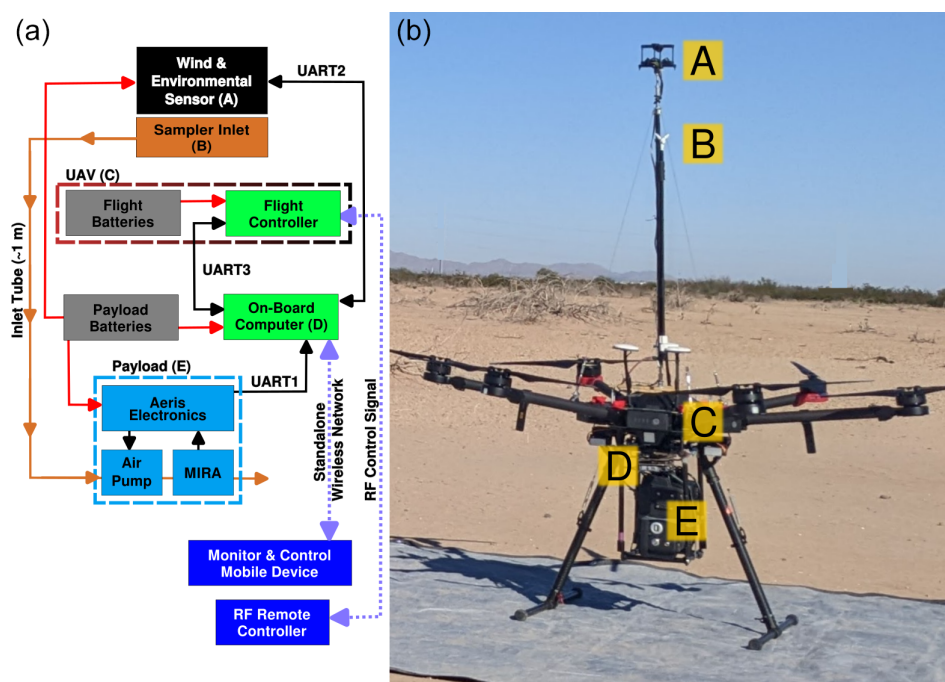 (a)
Wind &
Environmental
Sensor (A)
UART2
Sampler Inlet
(B)
UAV (C)
Flight
Batteries
Flight
Controller
UART3
Inlet Tube (~1 m)
Payload
Batteries
On-Board
Computer (D)
Payload (E)
UART1
Aeris
Electronics
Air
Pump
MIRA
Standalone
Wireless Network
RF Control Signal
Monitor & Control
Mobile Device
RF Remote
Controller
(b)
A
B
C
D
E